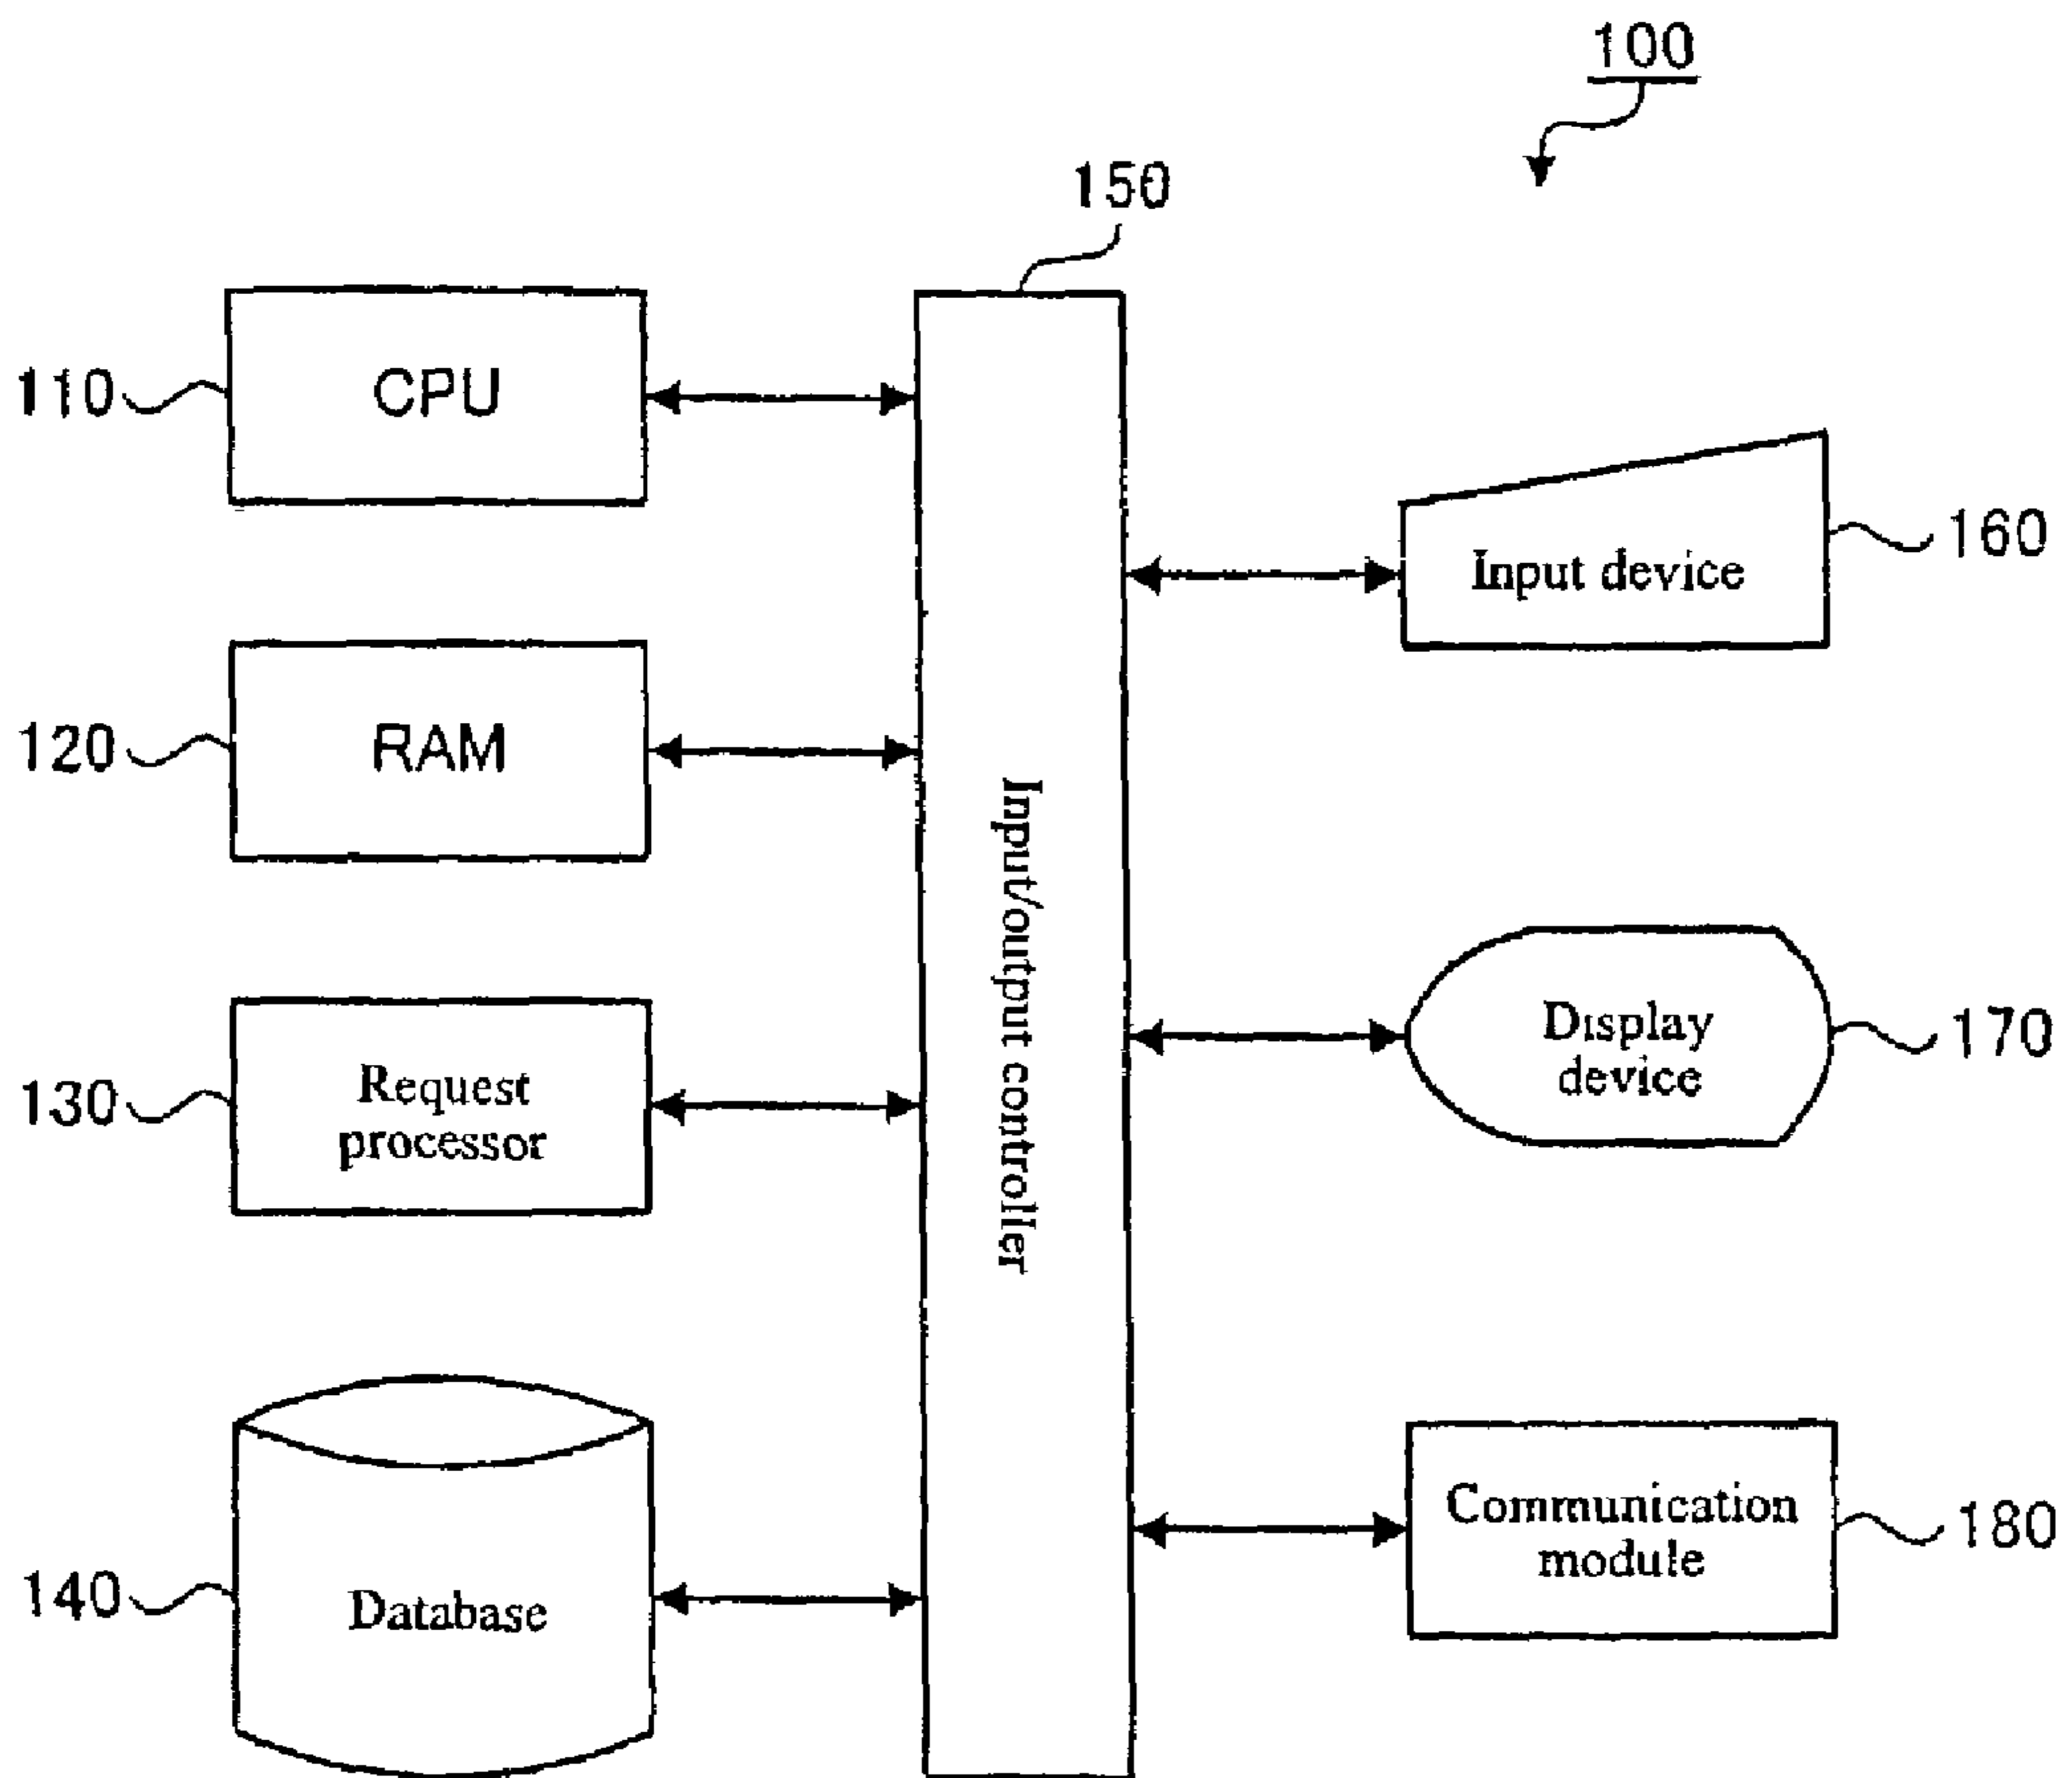 100
150
110
CPU
160
Input device
120
RAM
Input/output controller
170
Display
device
130
Request
processor
180
Communication
module
140
Database